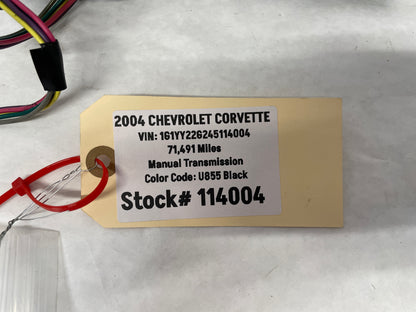 2004 CHEVROLET CORVETTE
VIN: 1G1YY22G245114004
71,491 Miles
Manual Transmission
Color Code: U855 Black
Stock# 114004